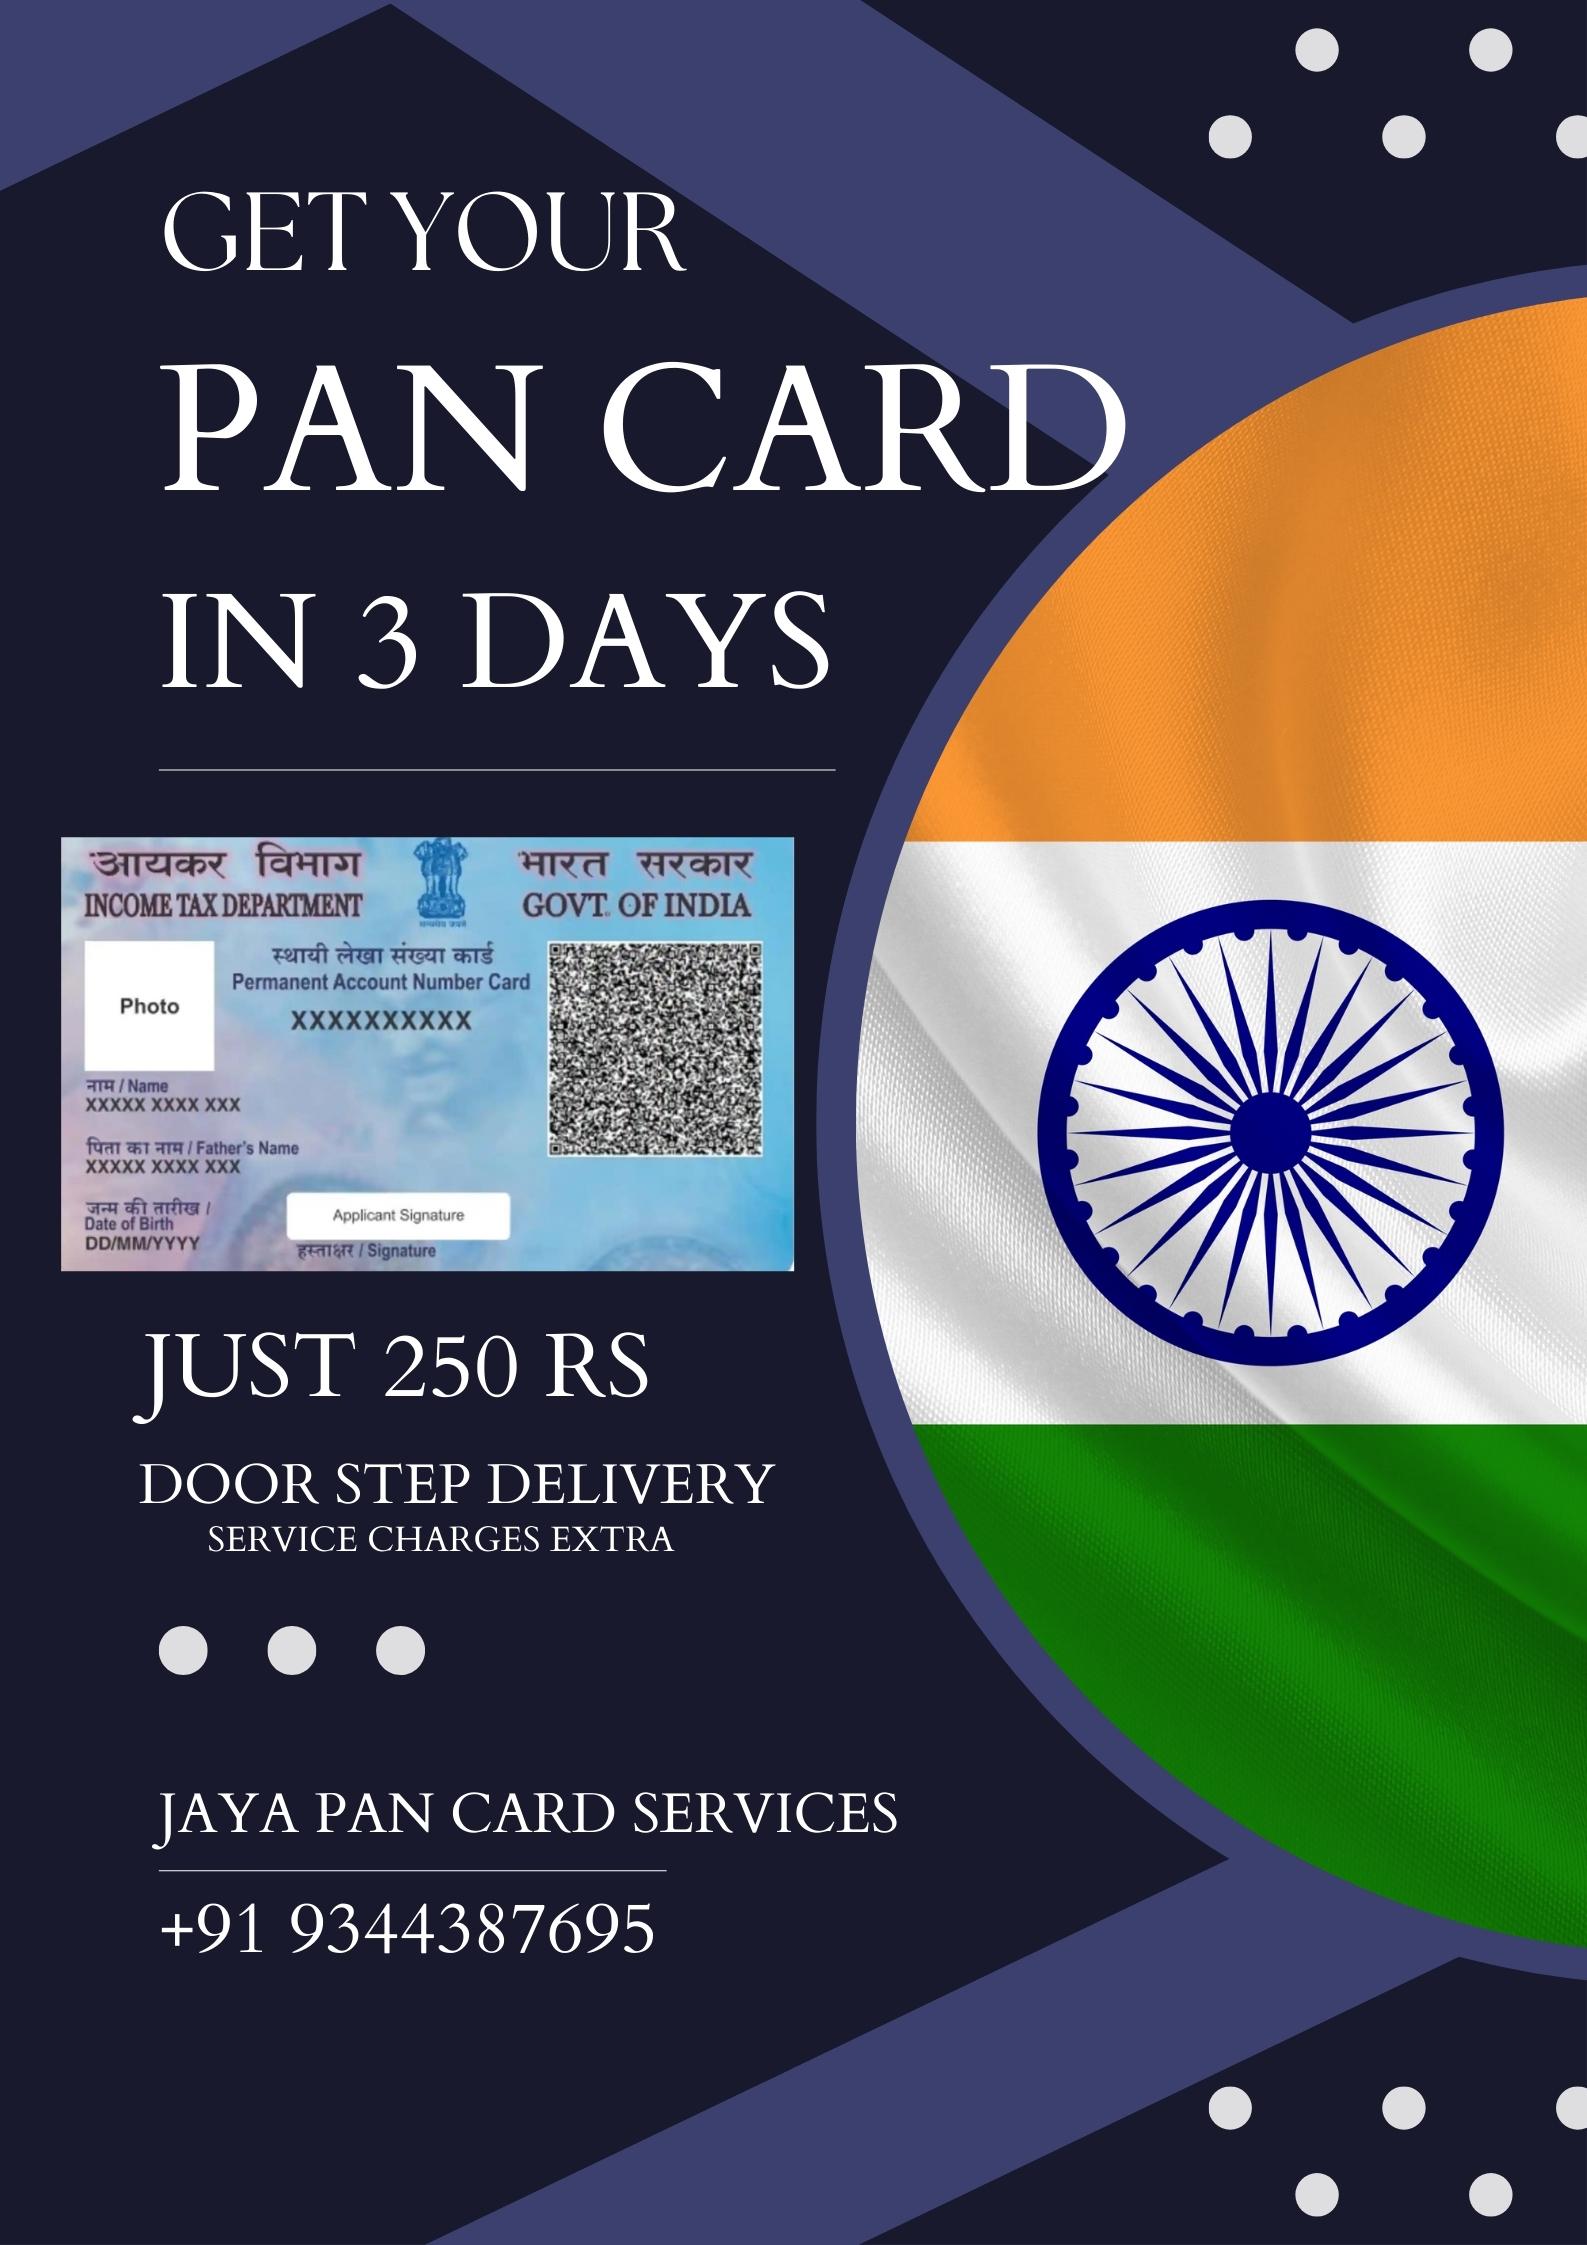 GET YOUR
PAN CARD
IN 3 DAYS
आयकर विभाग
INCOME TAX DEPARTMENT
सत्यमेव जयते
भारत सरकार
GOVT. OF INDIA
Photo
स्थायी लेखा संख्या कार्ड
Permanent Account Number Card
XXXXXXXXXX
नाम / Name
XXXXX XXXX XXX
पिता का नाम / Father's Name
XXXXX XXXX XXX
जन्म की तारीख /
Date of Birth
DD/MM/YYYY
Applicant Signature
हस्ताक्षर / Signature
JUST 250 RS
DOOR STEP DELIVERY
SERVICE CHARGES EXTRA
JAYA PAN CARD SERVICES
+91 9344387695